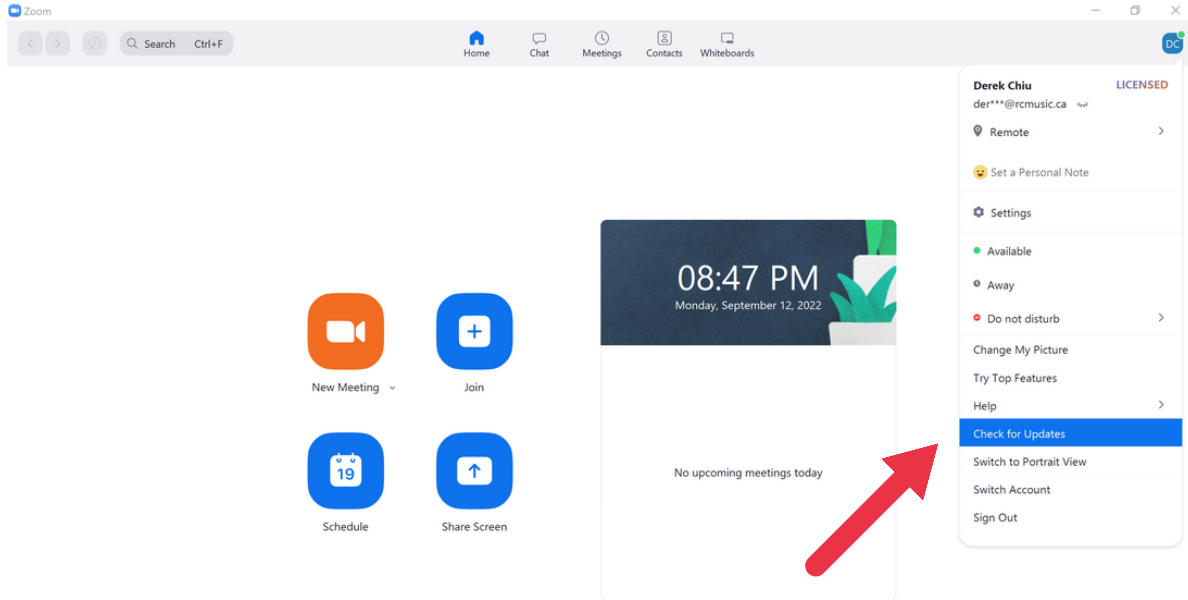 Zoom
Search Ctrl+F
Home
Chat
Meetings
Contacts
Whiteboards
DC
Derek Chiu LICENSED
der***@rcmusic.ca
Remote
Set a Personal Note
Settings
Available
Away
Do not disturb
Change My Picture
Try Top Features
Help
Check for Updates
Switch to Portrait View
Switch Account
Sign Out
New Meeting
Join
19
Schedule
Share Screen
08:47 PM
Monday, September 12, 2022
No upcoming meetings today